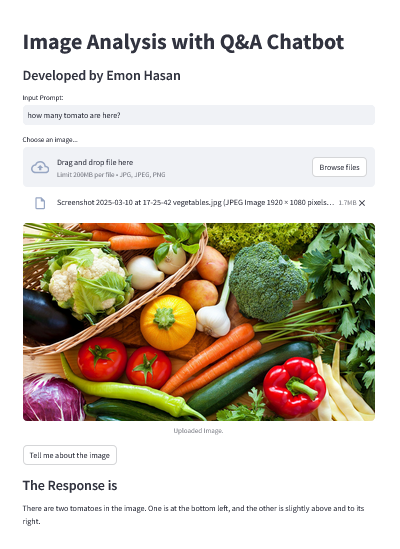 Image Analysis with Q&A Chatbot
Developed by Emon Hasan
Input Prompt:
how many tomato are here?
Choose an image...
Drag and drop file here
Limit 200MB per file • JPG, JPEG, PNG
Browse files
Screenshot 2025-03-10 at 17-25-42 vegetables.jpg (JPEG Image 1920 × 1080 pixels... 1.7MB
Uploaded Image.
Tell me about the image
The Response is
There are two tomatoes in the image. One is at the bottom left, and the other is slightly above and to its
right.